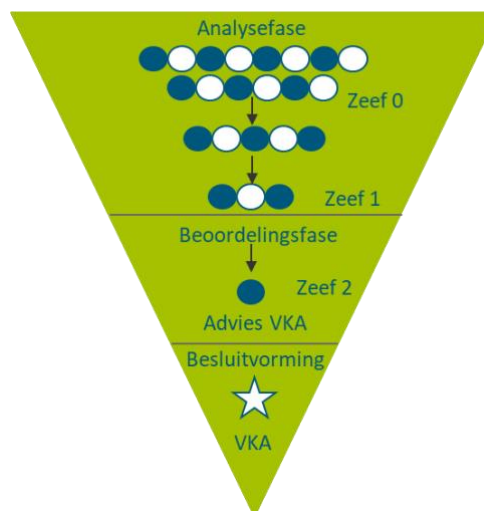 Analysefase
Zeef 0
Zeef 1
Beoordelingsfase
Zeef 2
Advies VKA
Besluitvorming
VKA